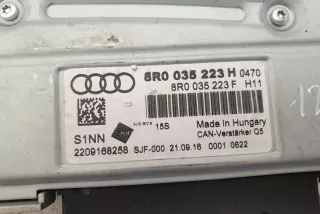 8R0 035 223 H 0470
8R0 035 223 F H11
15S
Made in Hungary
S1NN
CAN-Verstärker Q5
2209168258 SJF-000 21.09.16 0001 0622